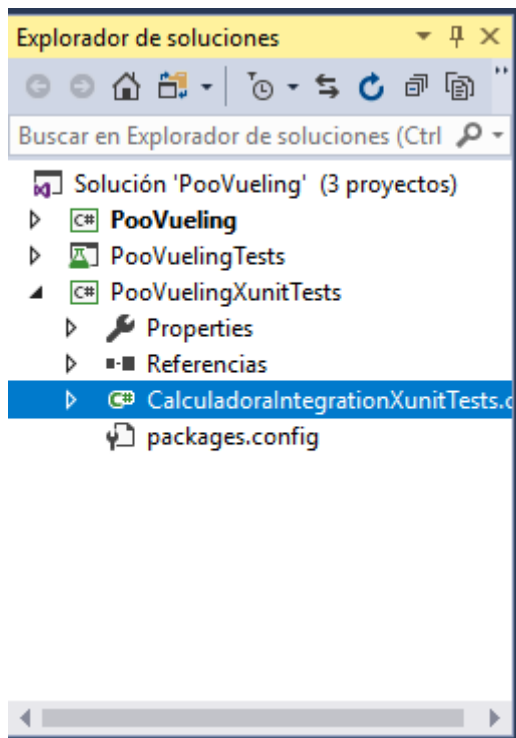 Explorador de soluciones
Buscar en Explorador de soluciones (Ctrl
Solución 'PooVueling' (3 proyectos)
C# PooVueling
PooVuelingTests
C# PooVuelingXunitTests
Properties
Referencias
C# CalculadoraIntegrationXunitTests.c
packages.config